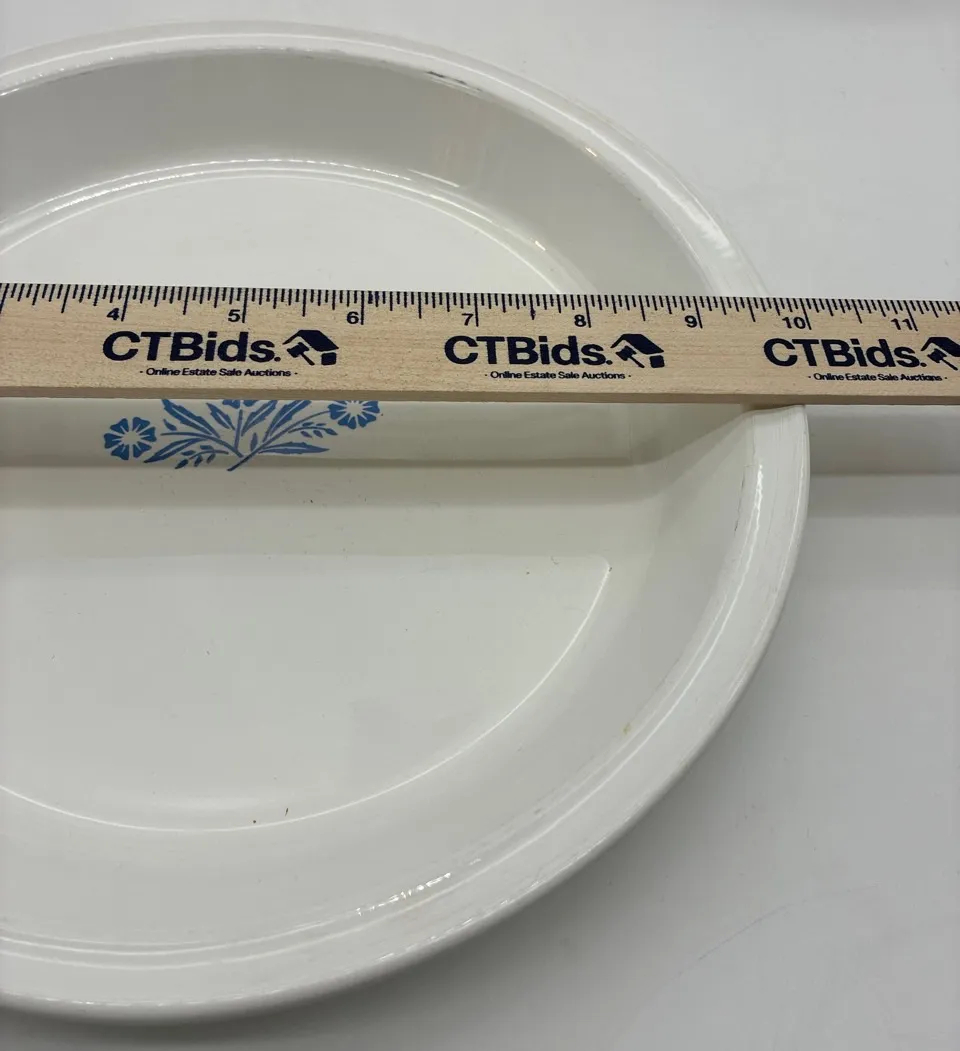 4 5 6 7 8 9 10 11
CTBids. CTBids. CTBids.
· Online Estate Sale Auctions · · Online Estate Sale Auctions · · Online Estate Sale Auctions ·